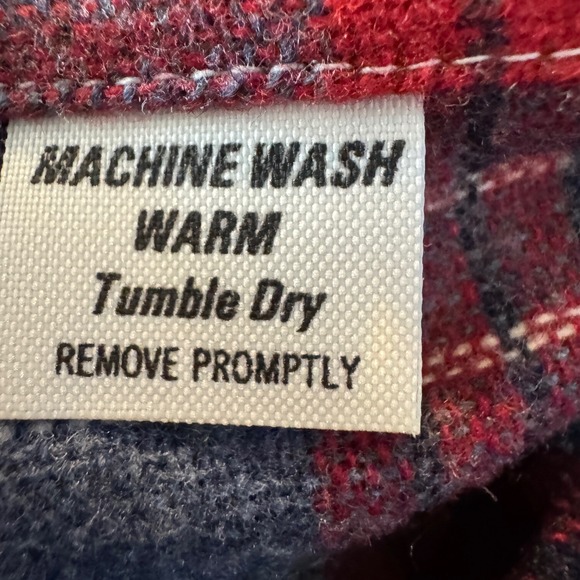 MACHINE WASH
WARM
Tumble Dry
REMOVE PROMPTLY